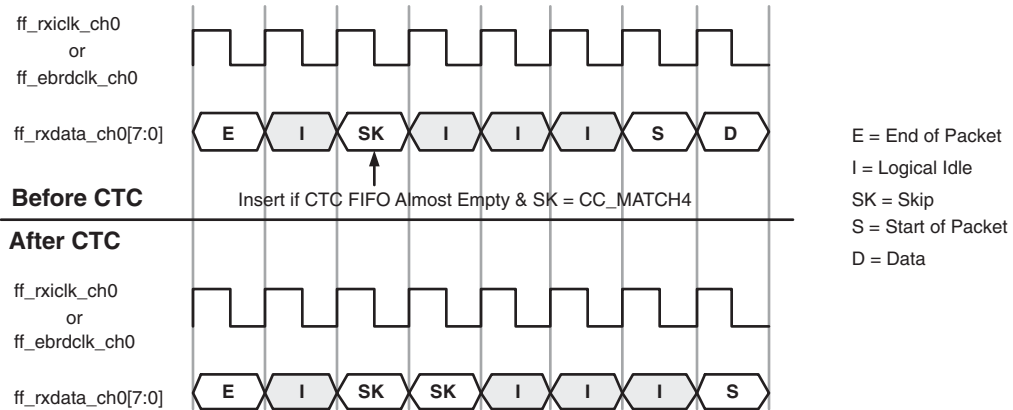 ff_rxiclk_ch0
or
ff_ebrdclk_ch0
ff_rxdata_ch0[7:0]
E I SK I I I S D
Before CTC
Insert if CTC FIFO Almost Empty & SK = CC_MATCH4
E = End of Packet
I = Logical Idle
SK = Skip
S = Start of Packet
D = Data
After CTC
ff_rxiclk_ch0
or
ff_ebrdclk_ch0
ff_rxdata_ch0[7:0]
E I SK SK I I I S